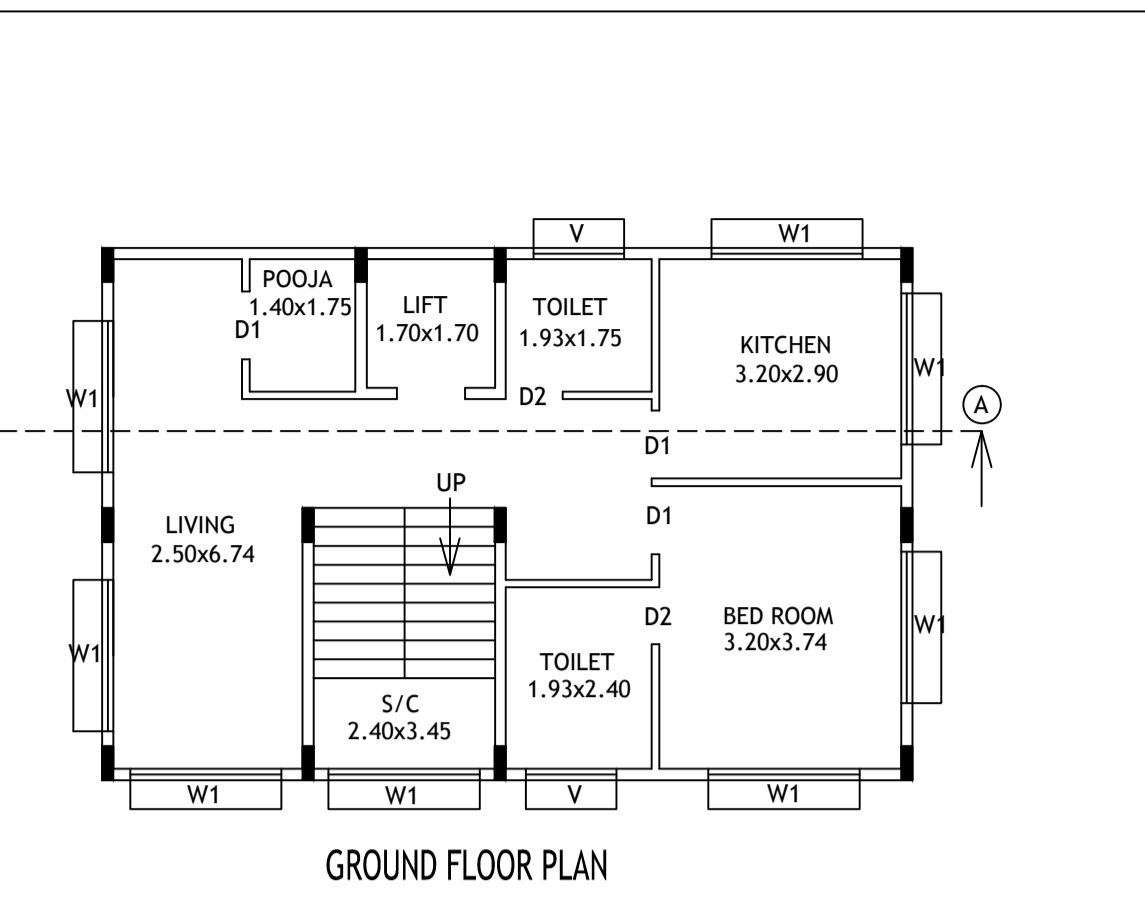 V
W1
POOJA
1.40x1.75
LIFT
1.70x1.70
TOILET
1.93x1.75
D1
KITCHEN
3.20x2.90
W1
W1
D2
A
D1
UP
LIVING
2.50x6.74
D1
W1
D2
BED ROOM
3.20x3.74
W1
TOILET
1.93x2.40
S/C
2.40x3.45
W1
W1
V
W1
GROUND FLOOR PLAN